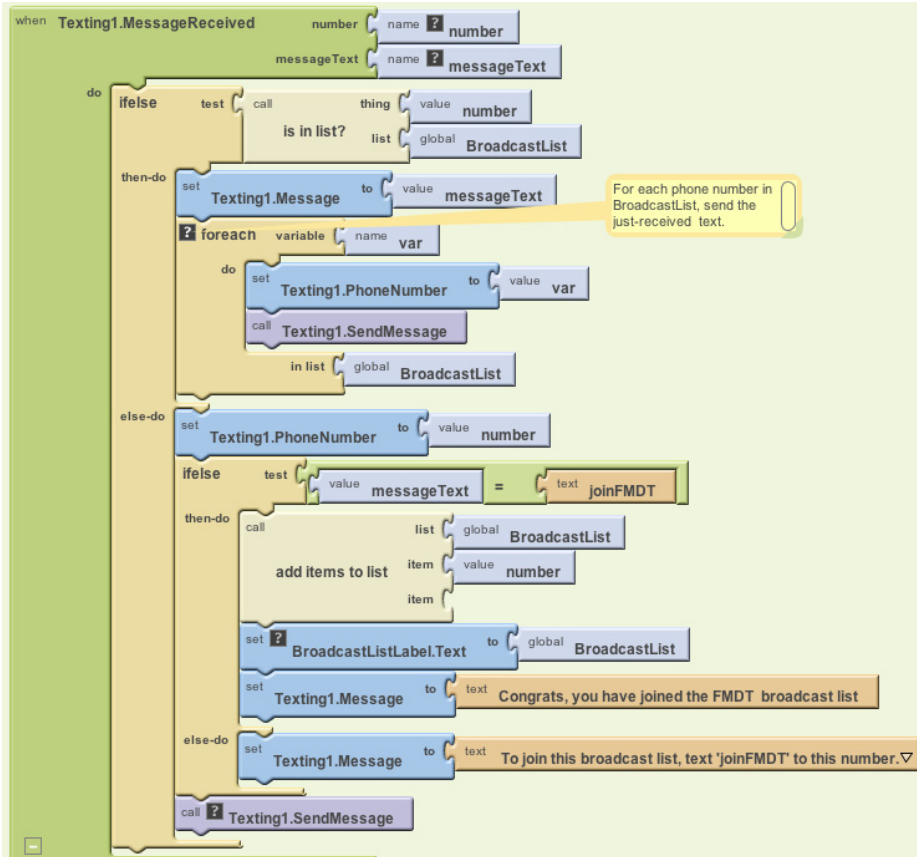 when Texting1.MessageReceived number name ? number
messageText name ? messageText
do ifelse test call thing value number
is in list? list global BroadcastList
then-do set Texting1.Message to value messageText
For each phone number in
BroadcastList, send the
just-received text.
? foreach variable name var
do set Texting1.PhoneNumber to value var
call Texting1.SendMessage
in list global BroadcastList
else-do set Texting1.PhoneNumber to value number
ifelse test value messageText = text joinFMDT
then-do call list global BroadcastList
add items to list item value number
item
set ? BroadcastListLabel.Text to global BroadcastList
set Texting1.Message to text Congrats, you have joined the FMDT broadcast list
else-do set Texting1.Message to text To join this broadcast list, text 'joinFMDT' to this number.
call ? Texting1.SendMessage